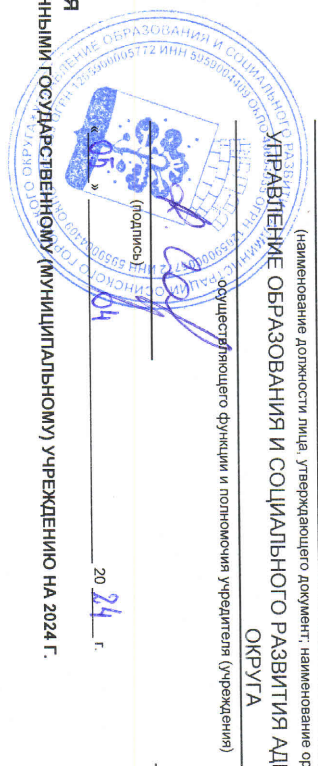 (наименование должности лица, утверждающего документ; наименование ор
УПРАВЛЕНИЕ ОБРАЗОВАНИЯ И СОЦИАЛЬНОГО РАЗВИТИЯ АД
ОКРУГА
осуществляющего функции и полномочия учредителя (учреждения)
(подпись)
" 05 " 04 20 24 г.
Я
ННЫМИ ГОСУДАРСТВЕННОМУ (МУНИЦИПАЛЬНОМУ) УЧРЕЖДЕНИЮ НА 2024 Г.